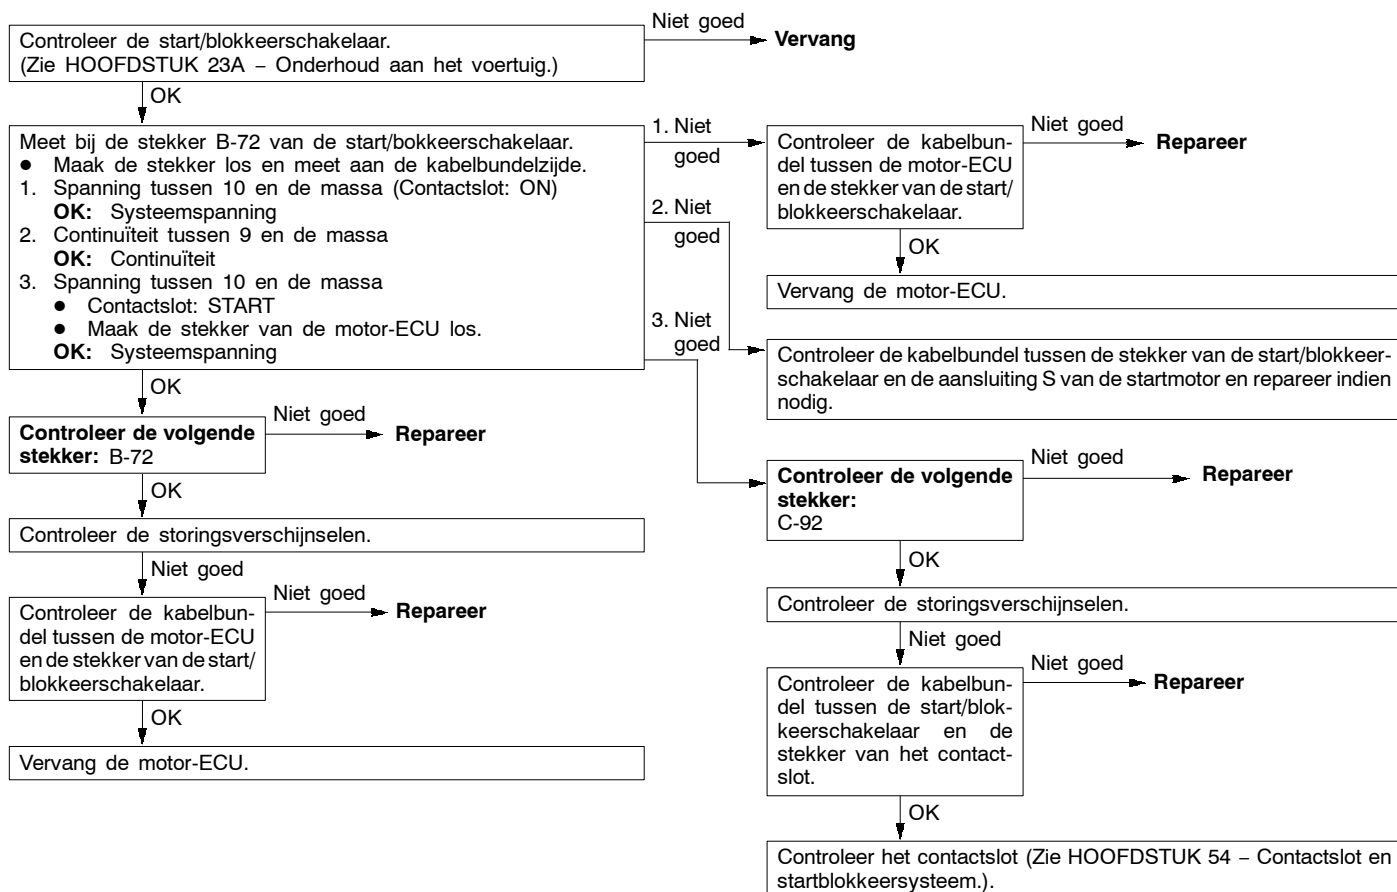 Controleer de start/blokkeerschakelaar.
(Zie HOOFDSTUK 23A – Onderhoud aan het voertuig.)
Niet goed
Vervang
OK
Meet bij de stekker B-72 van de start/bokkeerschakelaar.
● Maak de stekker los en meet aan de kabelbundelzijde.
1. Spanning tussen 10 en de massa (Contactslot: ON)
OK: Systeemspanning
2. Continuïteit tussen 9 en de massa
OK: Continuïteit
3. Spanning tussen 10 en de massa
● Contactslot: START
● Maak de stekker van de motor-ECU los.
OK: Systeemspanning
OK
Niet goed
Controleer de volgende
stekker: B-72
Repareer
OK
Controleer de storingsverschijnselen.
Niet goed
Niet goed
Controleer de kabelbun-
del tussen de motor-ECU
en de stekker van de start/
blokkeerschakelaar.
Repareer
OK
Vervang de motor-ECU.
1. Niet
goed
Controleer de kabelbun-
del tussen de motor-ECU
en de stekker van de start/
blokkeerschakelaar.
Niet goed
Repareer
OK
Vervang de motor-ECU.
2. Niet
goed
Controleer de kabelbundel tussen de stekker van de start/blokkeer-
schakelaar en de aansluiting S van de startmotor en repareer indien
nodig.
3. Niet
goed
Controleer de volgende
stekker:
C-92
Niet goed
Repareer
OK
Controleer de storingsverschijnselen.
Niet goed
Niet goed
Controleer de kabelbun-
del tussen de start/blok-
keerschakelaar en de
stekker van het contact-
slot.
Repareer
OK
Controleer het contactslot (Zie HOOFDSTUK 54 – Contactslot en
startblokkeersysteem.).